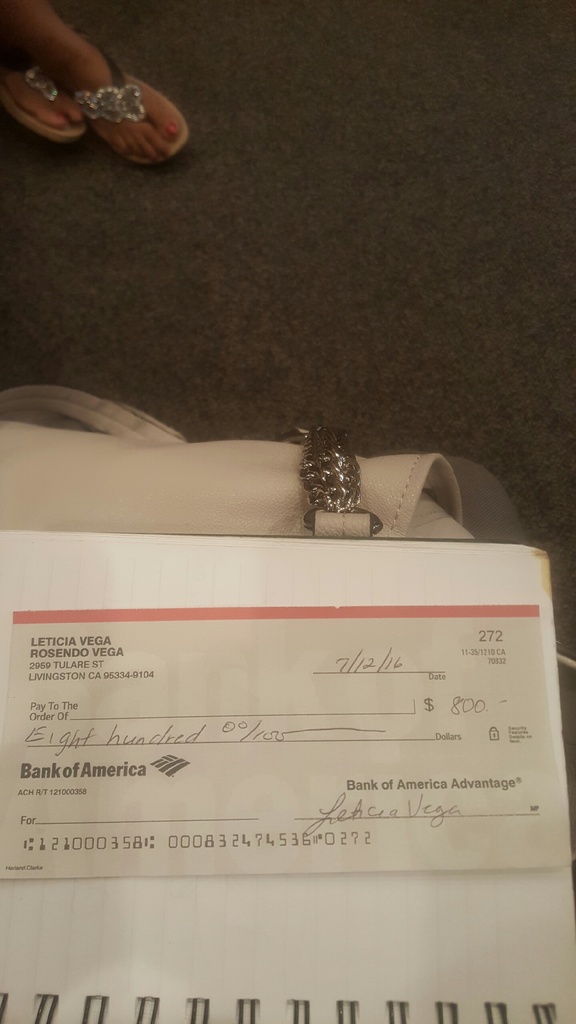 LETICIA VEGA
ROSENDO VEGA
2959 TULARE ST
LIVINGSTON CA 95334-9104
272
11-35/1210 CA
70832
7/12/16
Date
Pay To The
Order Of
$ 800.-
Eight hundred 00/100
Dollars
Security
Features
Details on
Back.
Bank of America
ACH R/T 121000358
Bank of America Advantage®
For
Leticia Vega
MP
⑆121000358⑆ 000832474536⑈0272
Harland Clarke